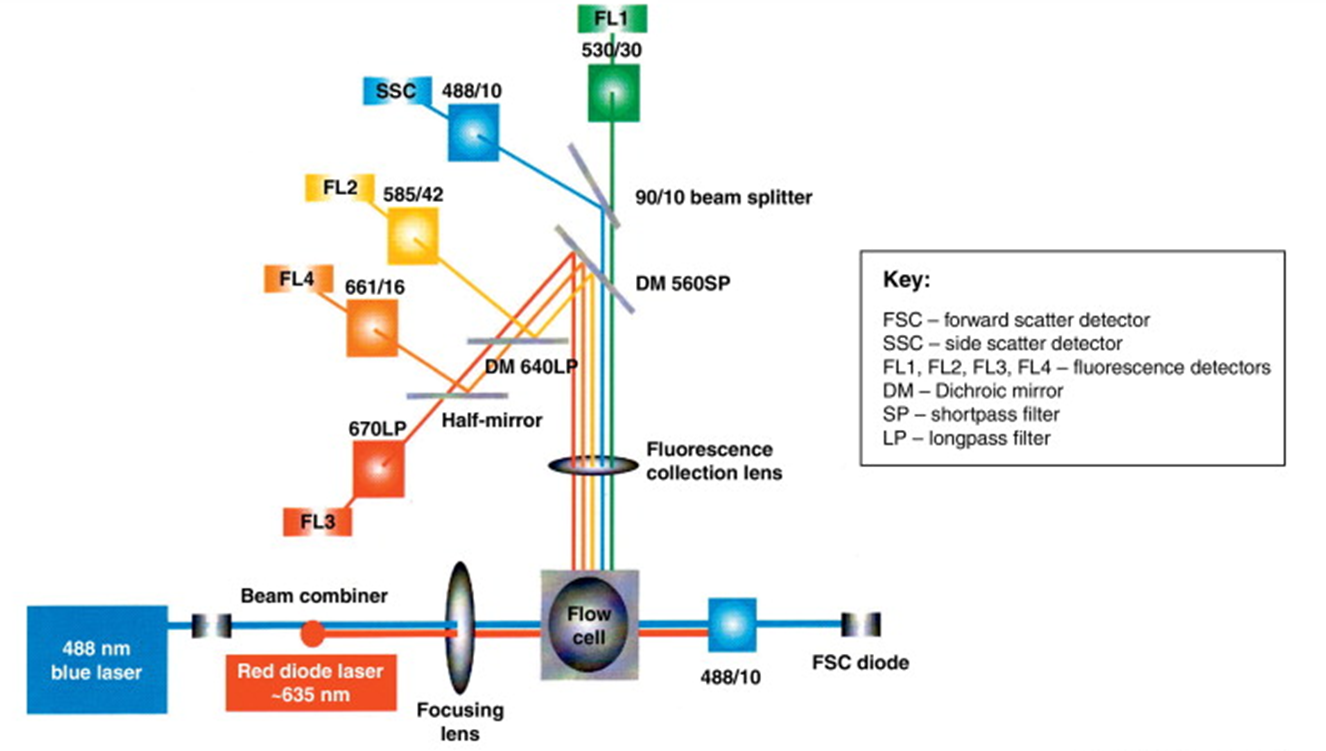 FL1
530/30
SSC
488/10
90/10 beam splitter
FL2
585/42
DM 560SP
FL4
661/16
DM 640LP
Half-mirror
670LP
FL3
Fluorescence
collection lens
Key:
FSC – forward scatter detector
SSC – side scatter detector
FL1, FL2, FL3, FL4 – fluorescence detectors
DM – Dichroic mirror
SP – shortpass filter
LP – longpass filter
488 nm
blue laser
Beam combiner
Red diode laser
~635 nm
Focusing
lens
Flow
cell
488/10
FSC diode